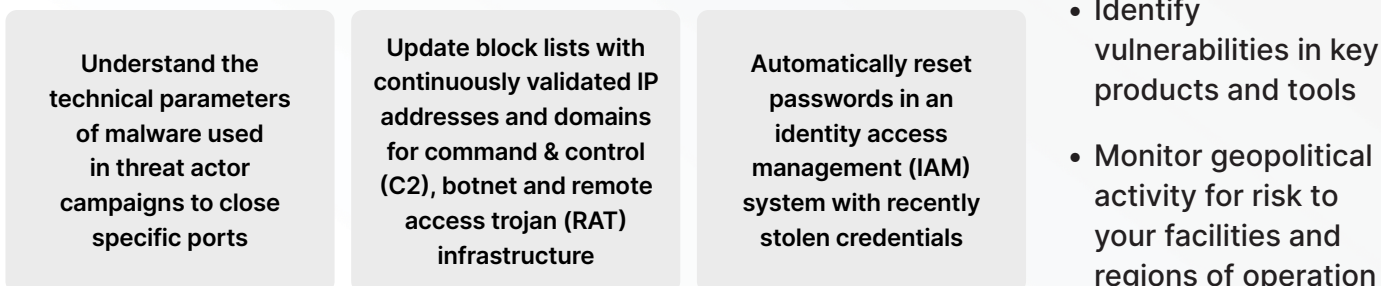 Understand the
technical parameters
of malware used
in threat actor
campaigns to close
specific ports
Update block lists with
continuously validated IP
addresses and domains
for command & control
(C2), botnet and remote
access trojan (RAT)
infrastructure
Automatically reset
passwords in an
identity access
management (IAM)
system with recently
stolen credentials
• Identify
vulnerabilities in key
products and tools
• Monitor geopolitical
activity for risk to
your facilities and
regions of operation